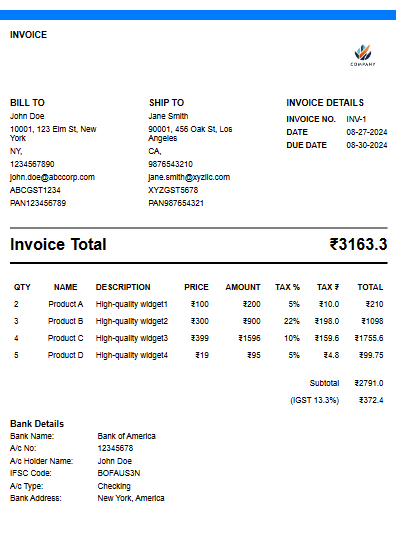 INVOICE
COMPANY
BILL TO
John Doe
10001, 123 Elm St, New
York
NY,
1234567890
john.doe@abccorp.com
ABCGST1234
PAN123456789
SHIP TO
Jane Smith
90001, 456 Oak St, Los
Angeles
CA,
9876543210
jane.smith@xyzllc.com
XYZGST5678
PAN987654321
INVOICE DETAILS
INVOICE NO. INV-1
DATE 08-27-2024
DUE DATE 08-30-2024
Invoice Total ₹3163.3
QTY NAME DESCRIPTION PRICE AMOUNT TAX % TAX ₹ TOTAL
2 Product A High-quality widget1 ₹100 ₹200 5% ₹10.0 ₹210
3 Product B High-quality widget2 ₹300 ₹900 22% ₹198.0 ₹1098
4 Product C High-quality widget3 ₹399 ₹1596 10% ₹159.6 ₹1755.6
5 Product D High-quality widget4 ₹19 ₹95 5% ₹4.8 ₹99.75
Subtotal ₹2791.0
(IGST 13.3%) ₹372.4
Bank Details
Bank Name: Bank of America
A/c No: 12345678
A/c Holder Name: John Doe
IFSC Code: BOFAUS3N
A/c Type: Checking
Bank Address: New York, America